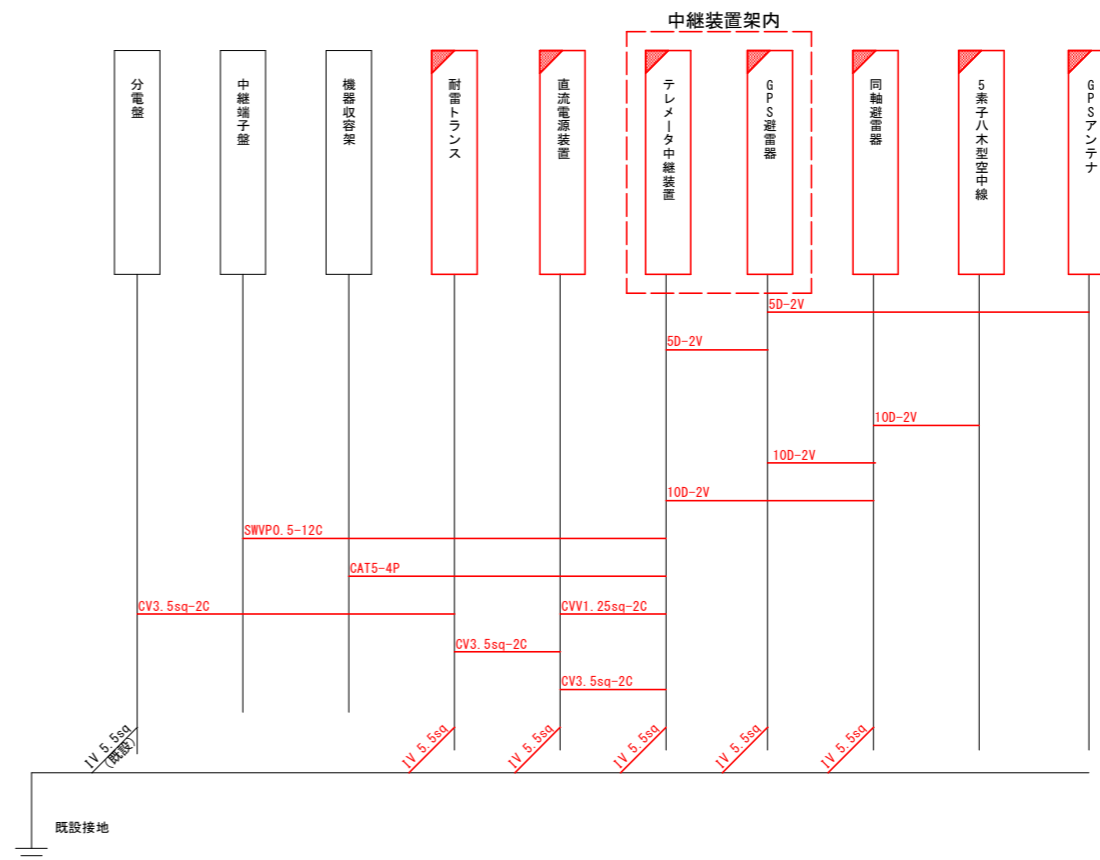 中継装置架内
分電盤
中継端子盤
機器収容架
耐雷トランス
直流電源装置
テレメータ中継装置
GPS避雷器
同軸避雷器
5素子八木型空中線
GPSアンテナ
5D-2V
5D-2V
10D-2V
10D-2V
10D-2V
SWVP0.5-12C
CAT5-4P
CV3.5sq-2C
CVV1.25sq-2C
CV3.5sq-2C
CV3.5sq-2C
IV 5.5sq
(既設)
IV 5.5sq
IV 5.5sq
IV 5.5sq
IV 5.5sq
IV 5.5sq
既設接地